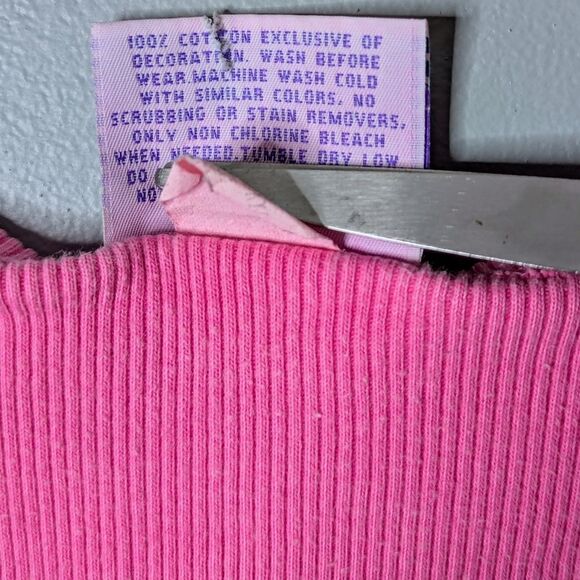 100% COTTON EXCLUSIVE OF
DECORATION. WASH BEFORE
WEAR.MACHINE WASH COLD
WITH SIMILAR COLORS. NO
SCRUBBING OR STAIN REMOVERS,
ONLY NON CHLORINE BLEACH
WHEN NEEDED.TUMBLE DRY LOW
DO